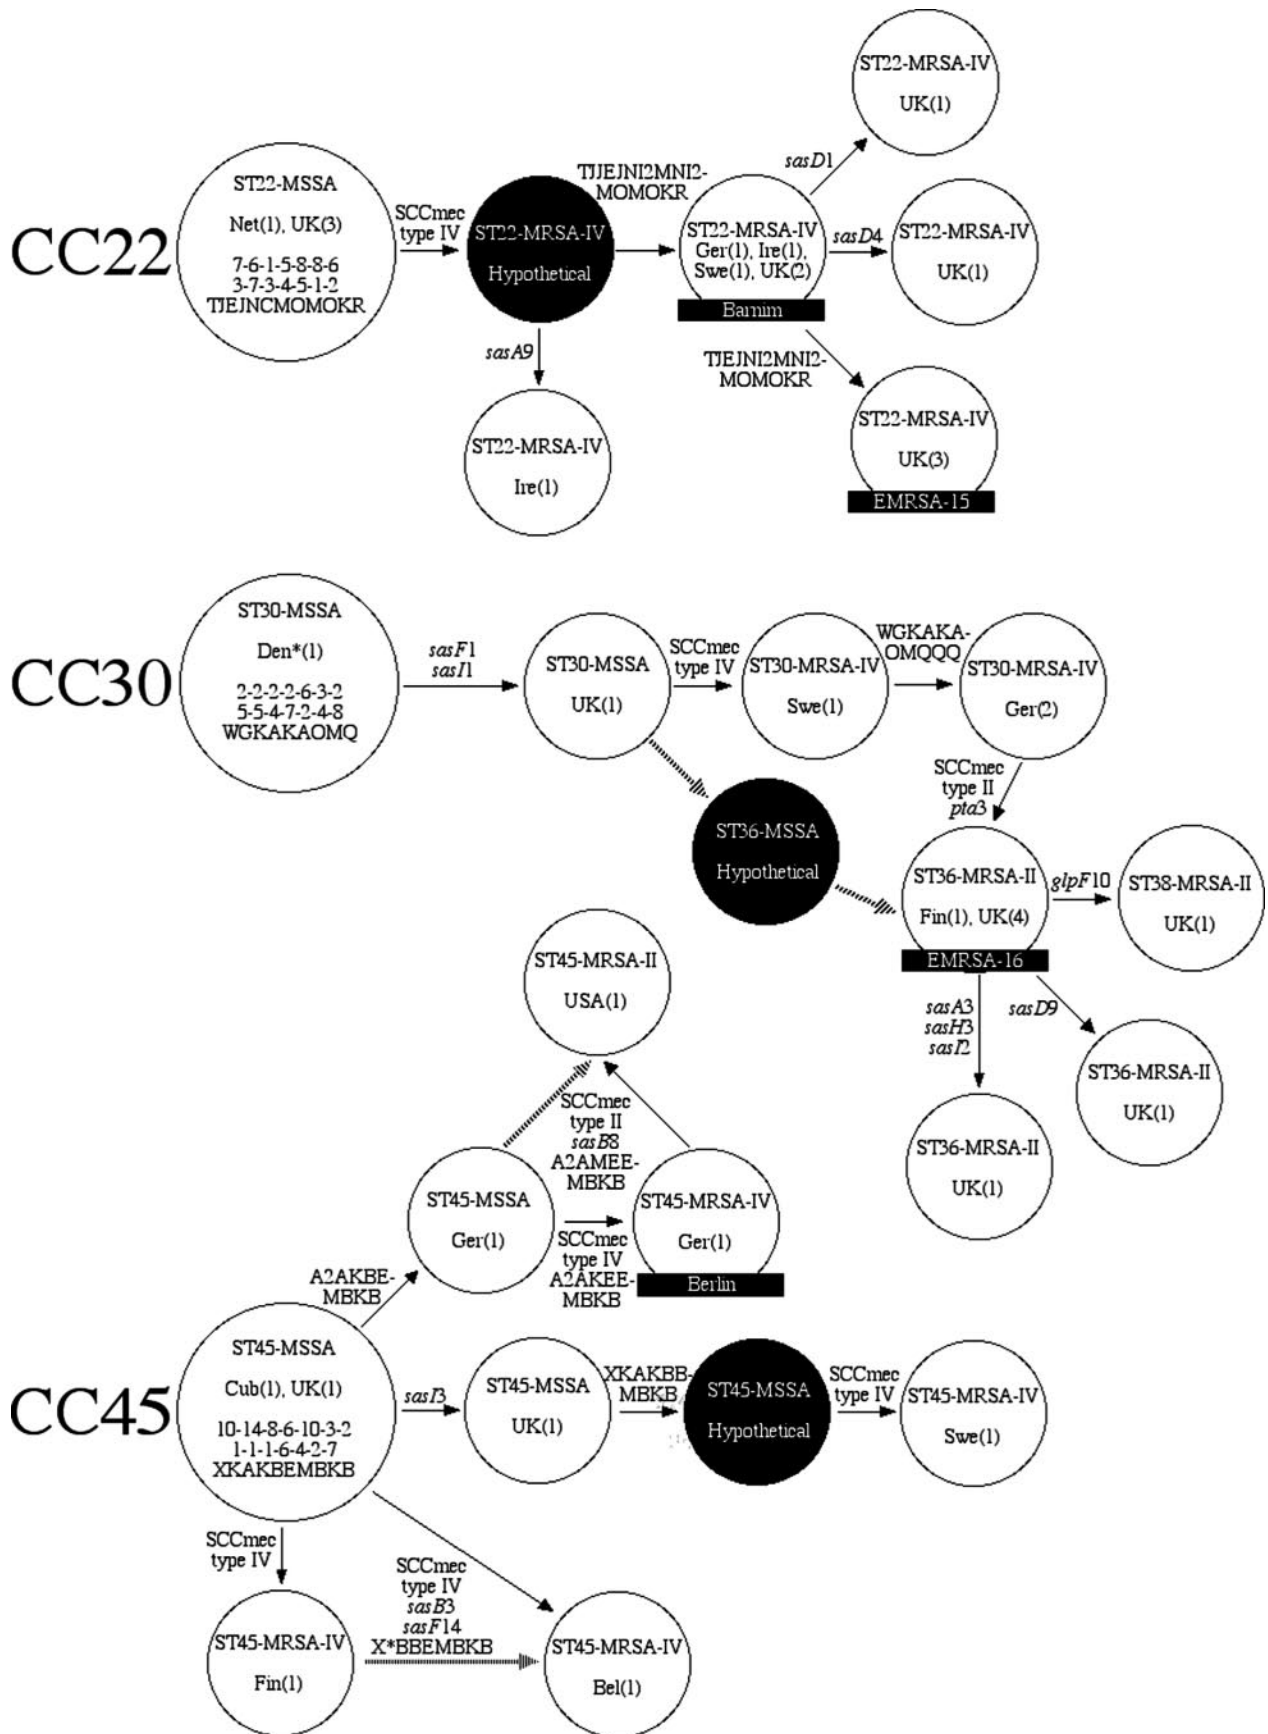 CC22
ST22-MSSA
Net(1), UK(3)
7-6-1-5-8-8-6
3-7-3-4-5-1-2
TJEJNCMOMOKR
SCCmec
type IV
ST22-MRSA-IV
Hypothetical
sasA9
ST22-MRSA-IV
Ire(1)
TJJEJNI2MNI2-
MOMOKR
ST22-MRSA-IV
Ger(1), Ire(1),
Swe(1), UK(2)
Barnim
sasD1
ST22-MRSA-IV
UK(1)
sasD4
ST22-MRSA-IV
UK(1)
TJEJNI2MNI2-
MOMOKR
ST22-MRSA-IV
UK(3)
EMRSA-15
CC30
ST30-MSSA
Den*(1)
2-2-2-2-6-3-2
5-5-4-7-2-4-8
WGKAKAOMQ
sasF1
sasI1
ST30-MSSA
UK(1)
SCCmec
type IV
ST30-MRSA-IV
Swe(1)
WGKAKA-
OMQQQ
ST30-MRSA-IV
Ger(2)
ST36-MSSA
Hypothetical
SCCmec
type II
pta3
ST36-MRSA-II
Fin(1), UK(4)
EMRSA-16
glpF10
ST38-MRSA-II
UK(1)
sasA3
sasH3
sasI2
ST36-MRSA-II
UK(1)
sasD9
ST36-MRSA-II
UK(1)
CC45
ST45-MSSA
Cub(1), UK(1)
10-14-8-6-10-3-2
1-1-1-6-4-2-7
XKAKBEMBKB
A2AKBE-
MBKB
ST45-MSSA
Ger(1)
ST45-MRSA-II
USA(1)
SCCmec
type II
sasB8
A2AMEE-
MBKB
SCCmec
type IV
A2AKEE-
MBKB
ST45-MRSA-IV
Ger(1)
Berlin
sasI3
ST45-MSSA
UK(1)
XKAKBB-
MBKB
ST45-MSSA
Hypothetical
SCCmec
type IV
ST45-MRSA-IV
Swe(1)
SCCmec
type IV
ST45-MRSA-IV
Fin(1)
SCCmec
type IV
sasB3
sasF14
X*BBEMBKB
ST45-MRSA-IV
Bel(1)